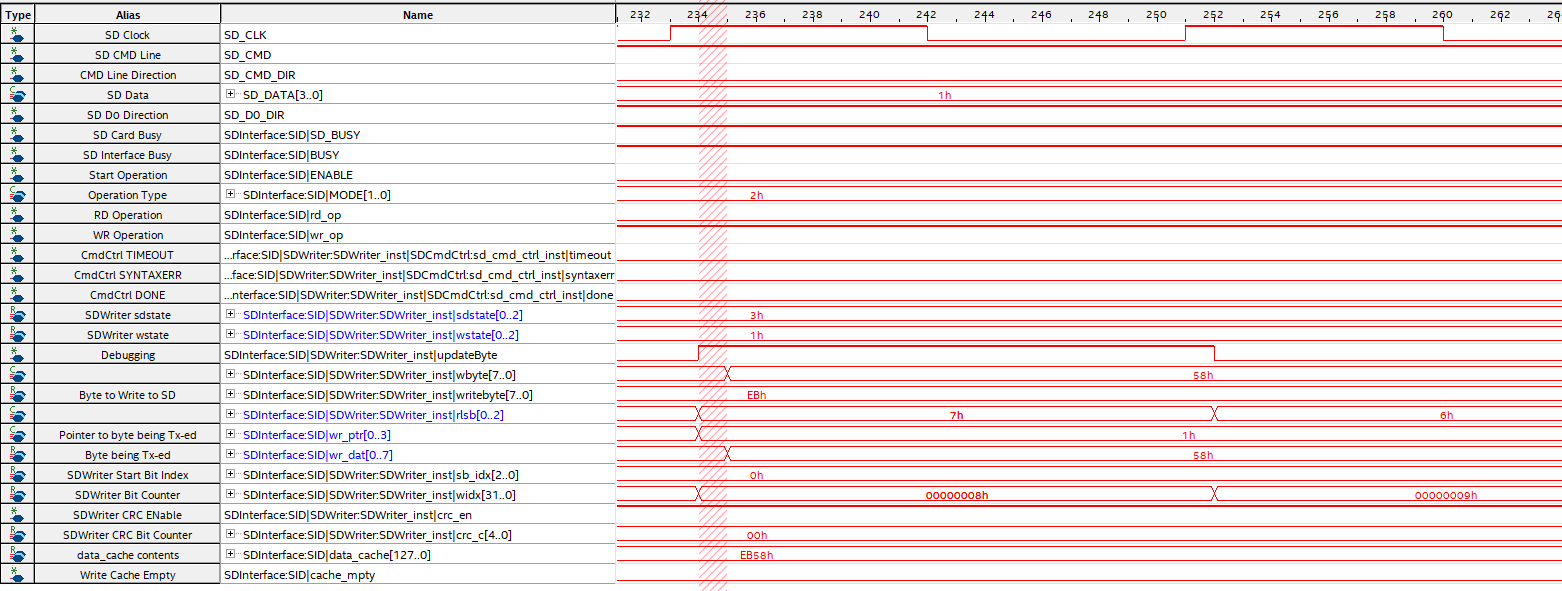 Type Alias Name 232 234 236 238 240 242 244 246 248 250 252 254 256 258 260 262 26
SD Clock SD_CLK
SD CMD Line SD_CMD
CMD Line Direction SD_CMD_DIR
SD Data SD_DATA[3..0] 1h
SD D0 Direction SD_D0_DIR
SD Card Busy SDInterface:SID|SD_BUSY
SD Interface Busy SDInterface:SID|BUSY
Start Operation SDInterface:SID|ENABLE
Operation Type SDInterface:SID|MODE[1..0] 2h
RD Operation SDInterface:SID|rd_op
WR Operation SDInterface:SID|wr_op
CmdCtrl TIMEOUT ...rface:SID|SDWriter:SDWriter_inst|SDCmdCtrl:sd_cmd_ctrl_inst|timeout
CmdCtrl SYNTAXERR ...face:SID|SDWriter:SDWriter_inst|SDCmdCtrl:sd_cmd_ctrl_inst|syntaxerr
CmdCtrl DONE ...nterface:SID|SDWriter:SDWriter_inst|SDCmdCtrl:sd_cmd_ctrl_inst|done
SDWriter sdstate SDInterface:SID|SDWriter:SDWriter_inst|sdstate[0..2] 3h
SDWriter wstate SDInterface:SID|SDWriter:SDWriter_inst|wstate[0..2] 1h
Debugging SDInterface:SID|SDWriter:SDWriter_inst|updateByte
SDInterface:SID|SDWriter:SDWriter_inst|wbyte[7..0] 58h
Byte to Write to SD SDInterface:SID|SDWriter:SDWriter_inst|writebyte[7..0] EBh
SDInterface:SID|SDWriter:SDWriter_inst|rlsb[0..2] 7h 6h
Pointer to byte being Tx-ed SDInterface:SID|wr_ptr[0..3] 1h
Byte being Tx-ed SDInterface:SID|wr_dat[0..7] 58h
SDWriter Start Bit Index SDInterface:SID|SDWriter:SDWriter_inst|sb_idx[2..0] 0h
SDWriter Bit Counter SDInterface:SID|SDWriter:SDWriter_inst|widx[31..0] 00000008h 00000009h
SDWriter CRC ENable SDInterface:SID|SDWriter:SDWriter_inst|crc_en
SDWriter CRC Bit Counter SDInterface:SID|SDWriter:SDWriter_inst|crc_c[4..0] 00h
data_cache contents SDInterface:SID|data_cache[127..0] EB58h
Write Cache Empty SDInterface:SID|cache_mpty